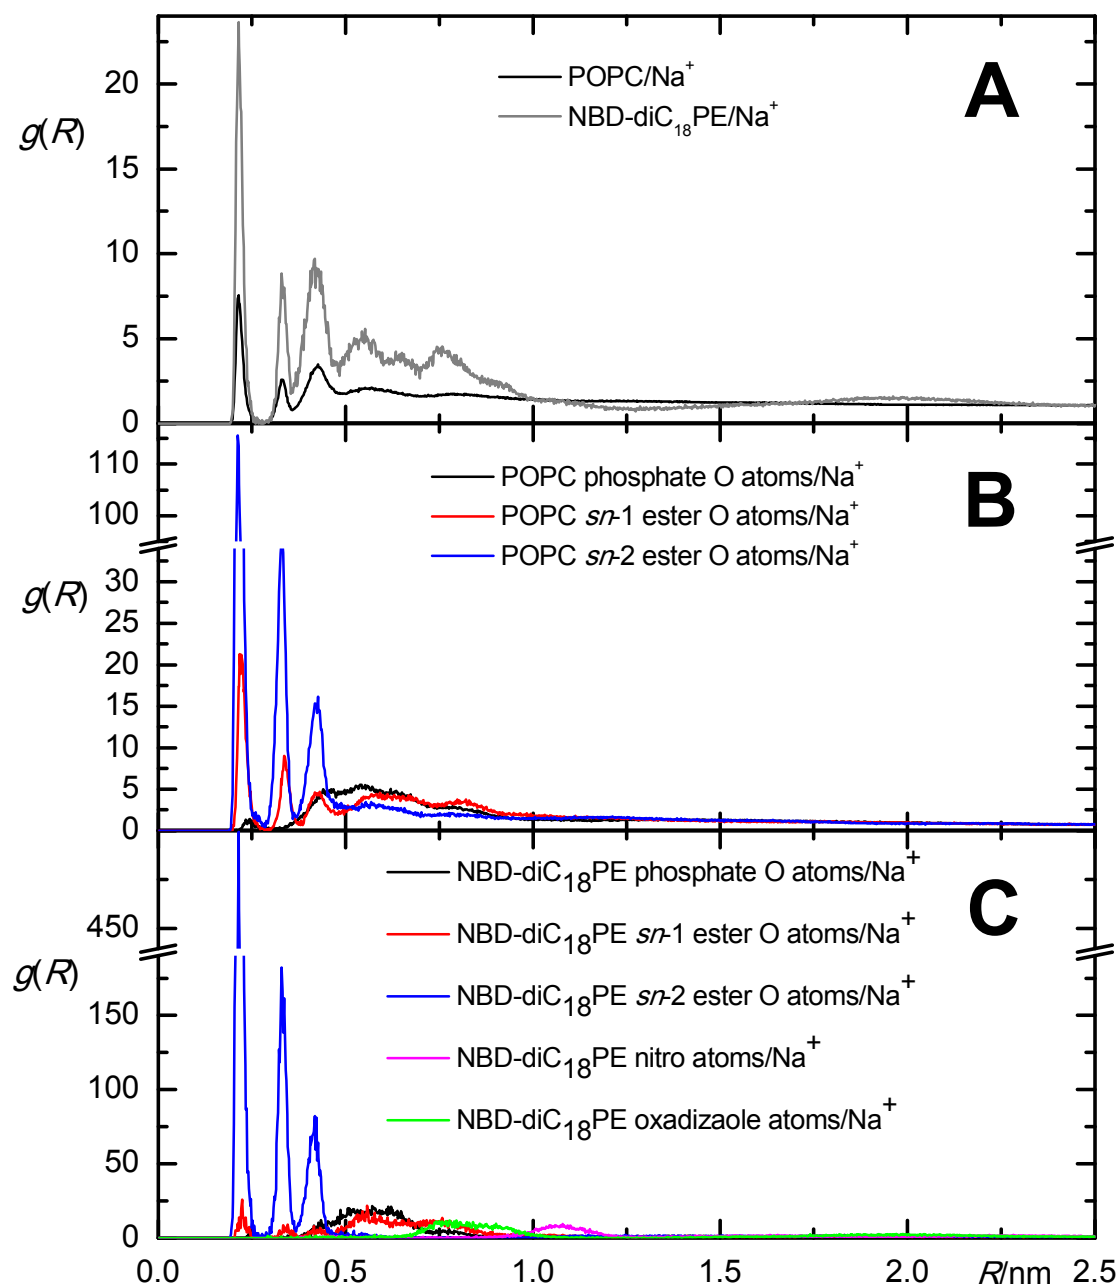 A
POPC/Na⁺
NBD-diC₁₈PE/Na⁺
g(R)
20
15
10
5
0
B
POPC phosphate O atoms/Na⁺
POPC sn-1 ester O atoms/Na⁺
POPC sn-2 ester O atoms/Na⁺
g(R)
110
100
30
25
20
15
10
5
0
C
NBD-diC₁₈PE phosphate O atoms/Na⁺
NBD-diC₁₈PE sn-1 ester O atoms/Na⁺
NBD-diC₁₈PE sn-2 ester O atoms/Na⁺
NBD-diC₁₈PE nitro atoms/Na⁺
NBD-diC₁₈PE oxadizaole atoms/Na⁺
g(R)
450
150
100
50
0
0.0 0.5 1.0 1.5 2.0 R/nm 2.5